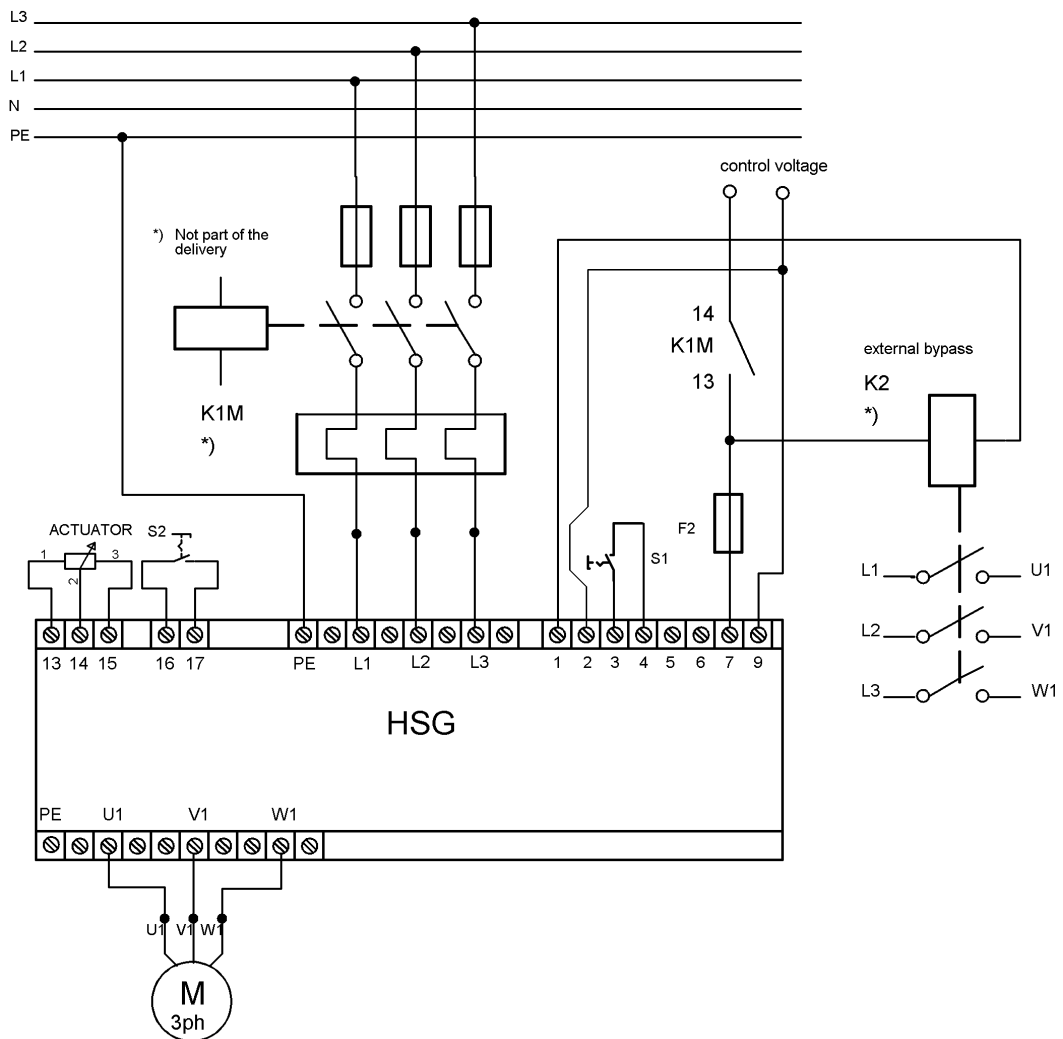 L3
L2
L1
N
PE
control voltage
*) Not part of the
delivery
14
K1M
13
external bypass
K2
*)
K1M
*)
F2
ACTUATOR
S2
1
3
2
S1
L1
U1
L2
V1
L3
W1
13 14 15 16 17 PE L1 L2 L3 1 2 3 4 5 6 7 9
HSG
PE U1 V1 W1
U1 V1 W1
M
3ph